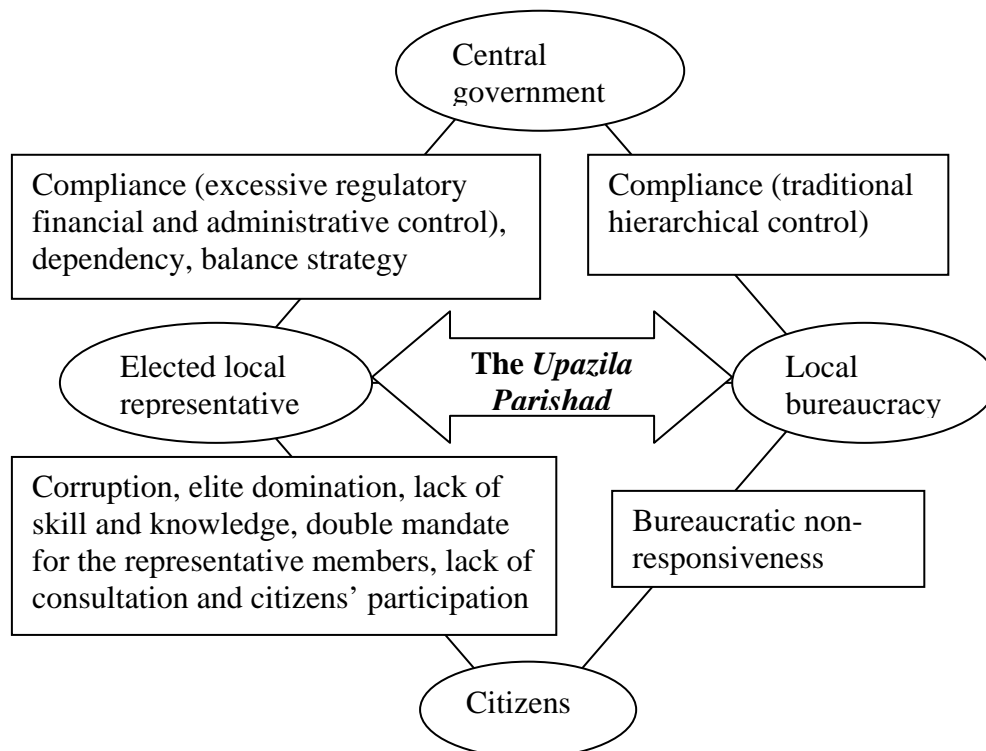 Central
government
Compliance (excessive regulatory
financial and administrative control),
dependency, balance strategy
Compliance (traditional
hierarchical control)
Elected local
representative
The Upazila
Parishad
Local
bureaucracy
Corruption, elite domination, lack of
skill and knowledge, double mandate
for the representative members, lack of
consultation and citizens’ participation
Bureaucratic non-
responsiveness
Citizens